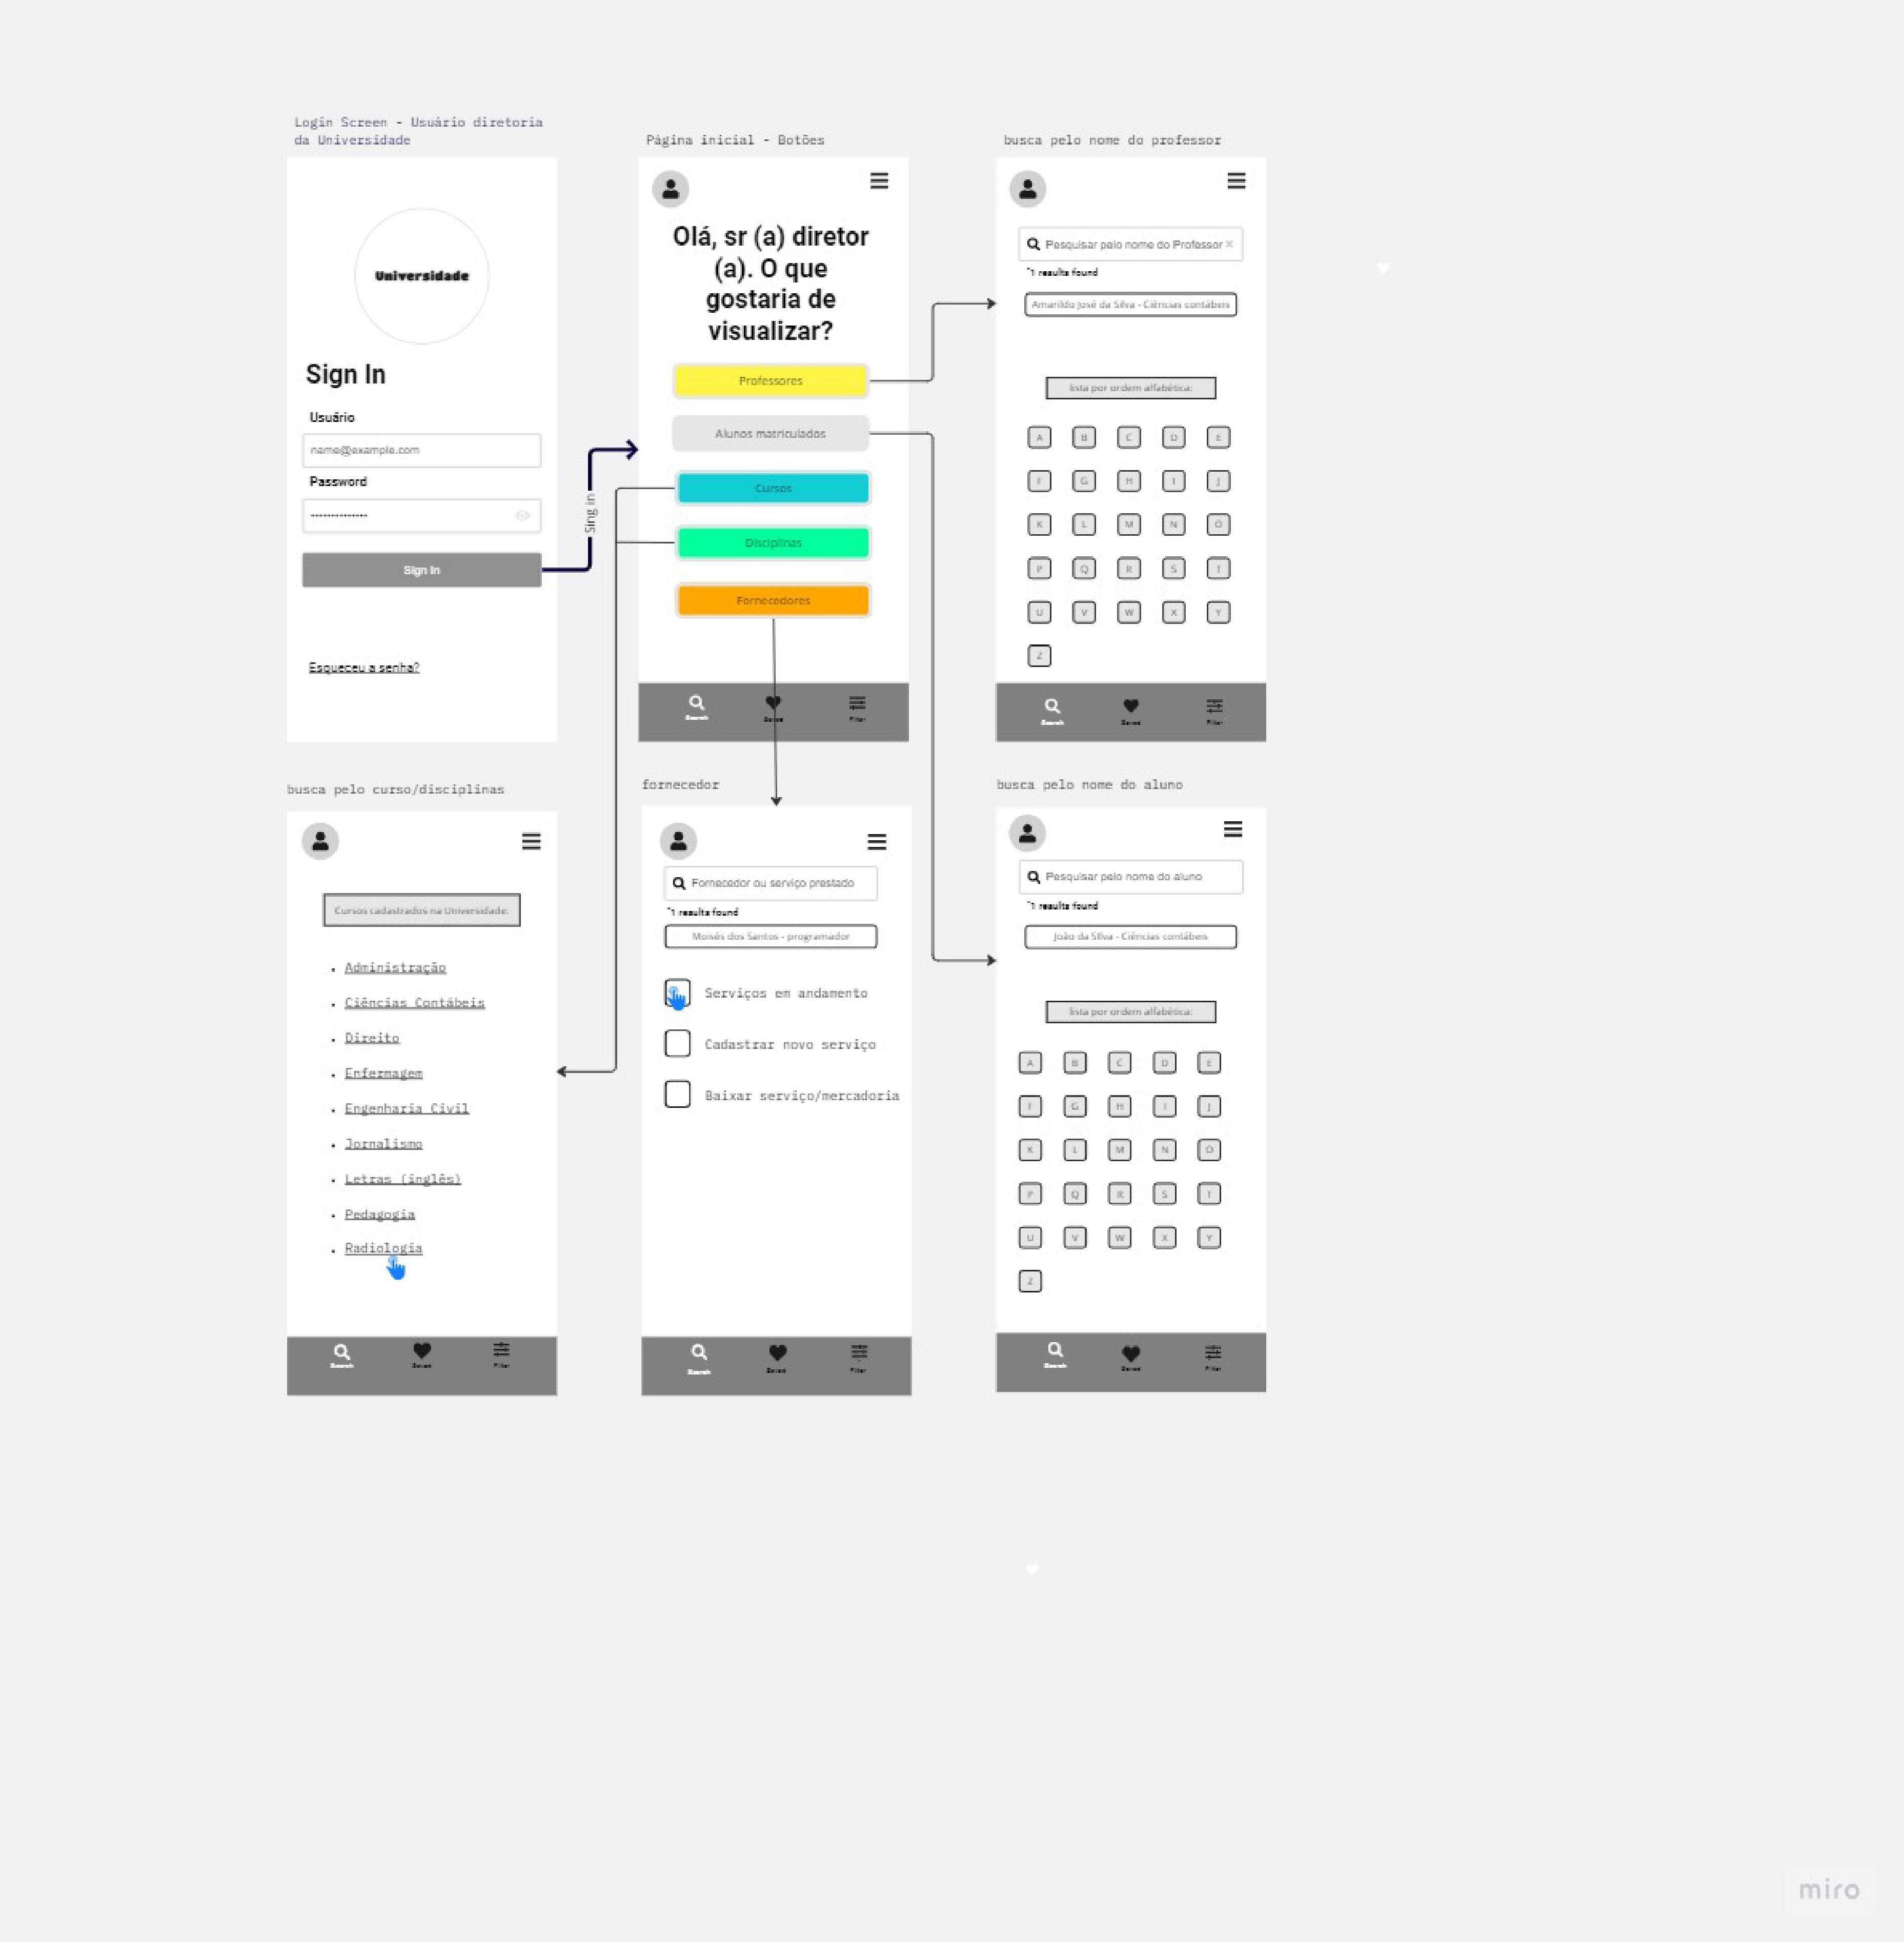 Login Screen - Usuário diretoria
da Universidade
Universidade
Sign In
Usuário
name@example.com
Password
Sign In
Esqueceu a senha?
Sing in
Página inicial - Botões
Olá, sr (a) diretor
(a). O que
gostaria de
visualizar?
Professores
Alunos matriculados
Cursos
Disciplinas
Fornecedores
Search
Saved
Filter
busca pelo nome do professor
Pesquisar pelo nome do Professor ×
*1 results found
Amarildo José da Silva - Ciências contábeis
lista por ordem alfabética:
A B C D E
F G H I J
K L M N O
P Q R S T
U V W X Y
Z
Search
Saved
Filter
busca pelo curso/disciplinas
Cursos cadastrados na Universidade:
• Administração
• Ciências Contábeis
• Direito
• Enfermagem
• Engenharia Civil
• Jornalismo
• Letras (inglês)
• Pedagogia
• Radiologia
Search
Saved
Filter
fornecedor
Fornecedor ou serviço prestado
*1 results found
Moisés dos Santos - programador
Serviços em andamento
Cadastrar novo serviço
Baixar serviço/mercadoria
Search
Saved
Filter
busca pelo nome do aluno
Pesquisar pelo nome do aluno
*1 results found
João da SIlva - Ciências contábeis
lista por ordem alfabética:
A B C D E
F G H I J
K L M N O
P Q R S T
U V W X Y
Z
Search
Saved
Filter
miro